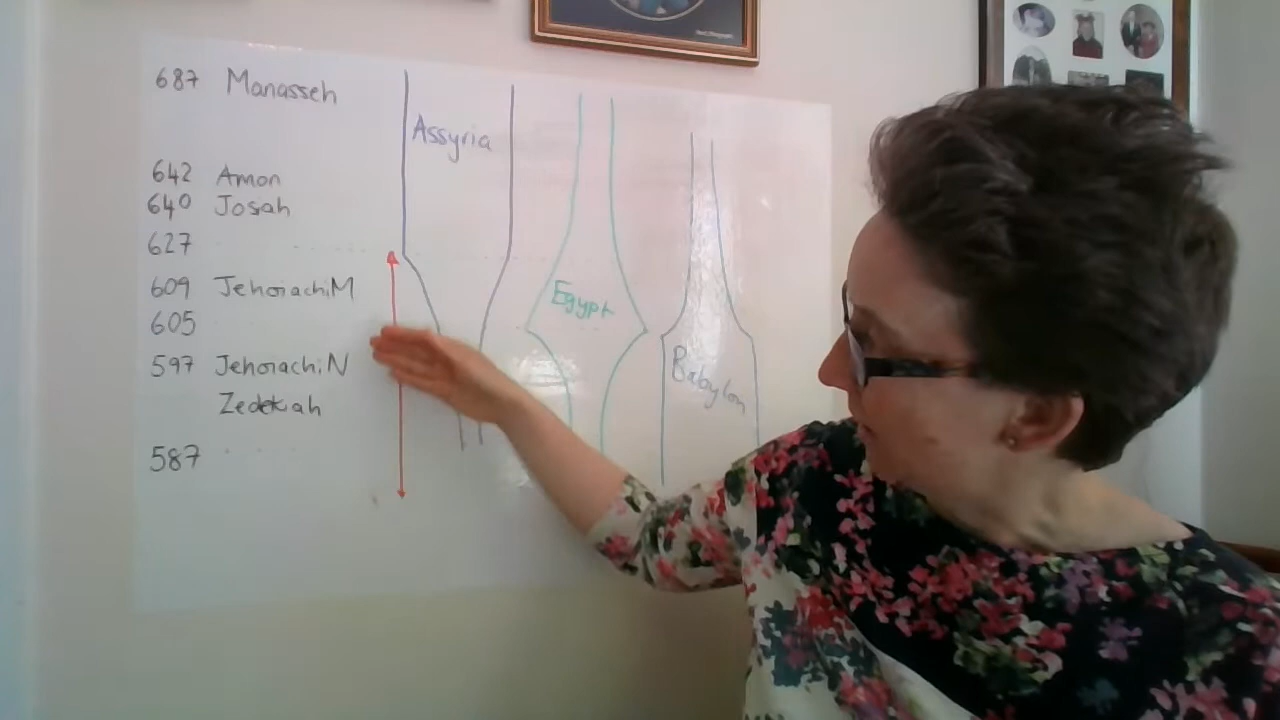 687 Manasseh
Assyria
642 Amon
640 Josah
627
609 JehoiachiM
Egypt
605
597 JehoiachiN
Babylon
Zedekiah
587